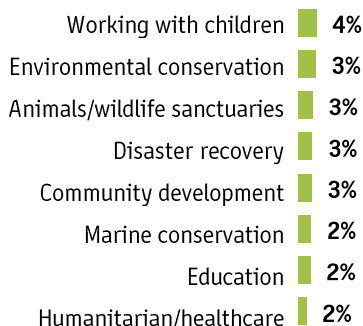 Working with children 4%
Environmental conservation 3%
Animals/wildlife sanctuaries 3%
Disaster recovery 3%
Community development 3%
Marine conservation 2%
Education 2%
Humanitarian/healthcare 2%